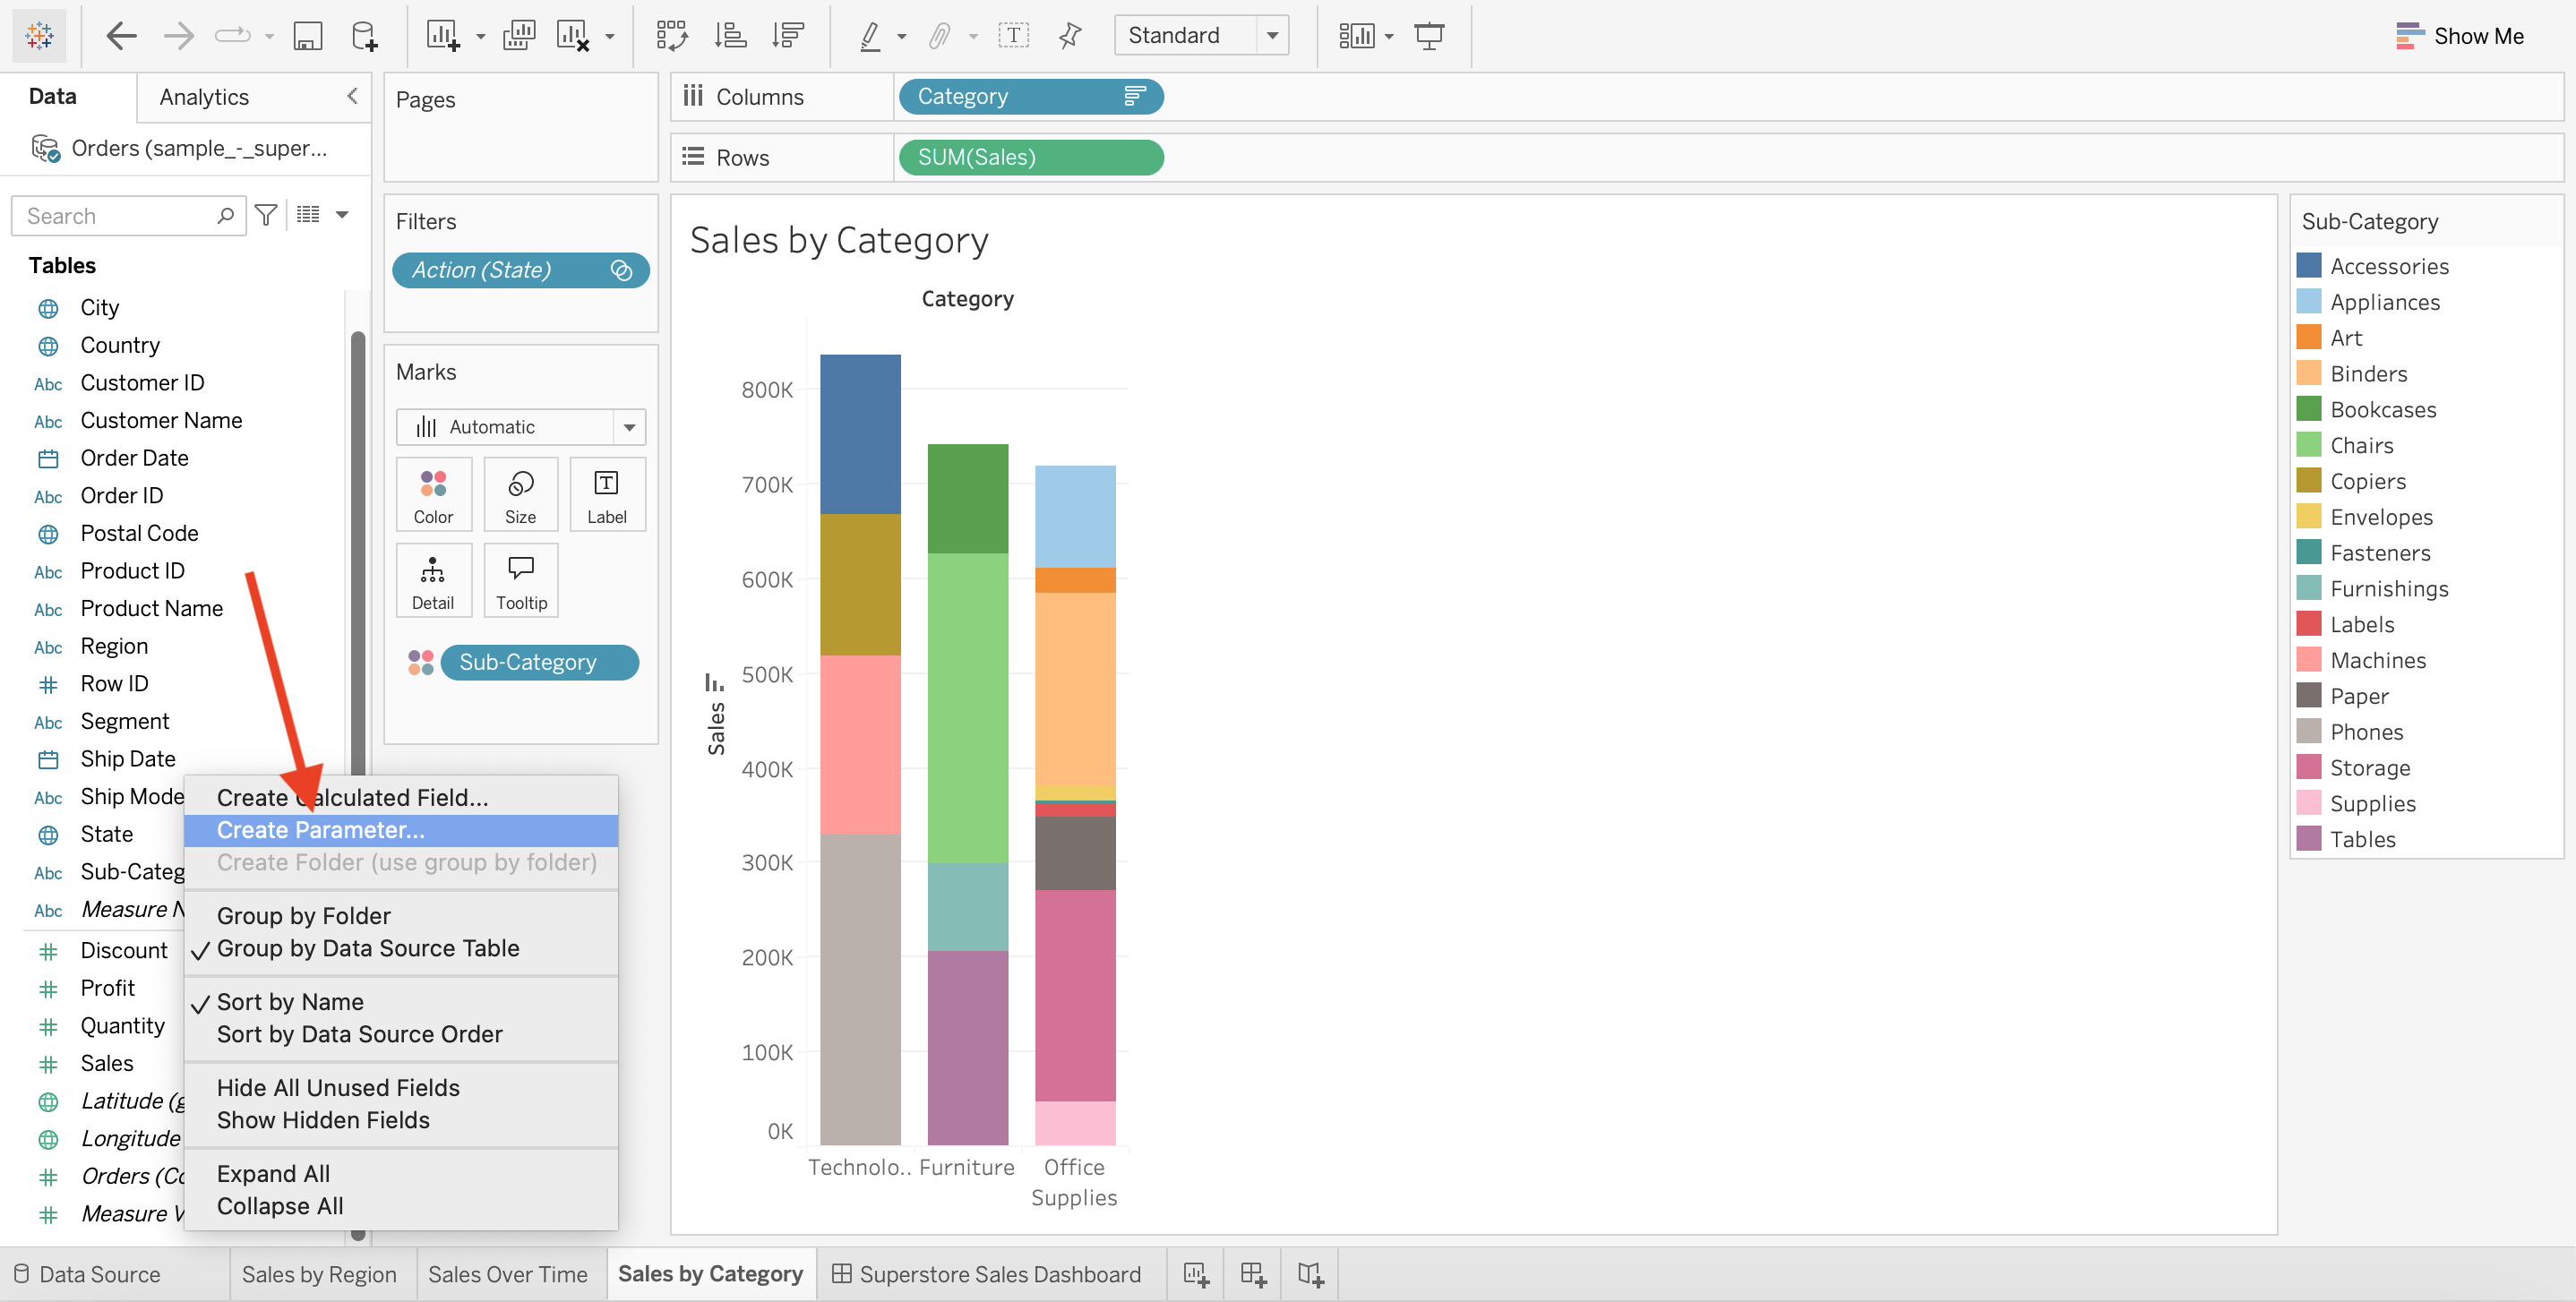 Standard
Show Me
Data
Analytics
Orders (sample_-_super...
Search
Tables
City
Country
Abc Customer ID
Abc Customer Name
Order Date
Abc Order ID
Postal Code
Abc Product ID
Abc Product Name
Abc Region
Row ID
Abc Segment
Ship Date
Abc Ship Mode
State
Abc Sub-Categ
Abc Measure N
Discount
Profit
Quantity
Sales
Latitude (g
Longitude
Orders (Co
Measure V
Create Calculated Field...
Create Parameter...
Create Folder (use group by folder)
Group by Folder
Group by Data Source Table
Sort by Name
Sort by Data Source Order
Hide All Unused Fields
Show Hidden Fields
Expand All
Collapse All
Pages
Filters
Action (State)
Marks
Automatic
Color
Size
Label
Detail
Tooltip
Sub-Category
Columns
Category
Rows
SUM(Sales)
Sales by Category
Category
800K
700K
600K
500K
400K
300K
200K
100K
0K
Sales
Technolo..
Furniture
Office
Supplies
Sub-Category
Accessories
Appliances
Art
Binders
Bookcases
Chairs
Copiers
Envelopes
Fasteners
Furnishings
Labels
Machines
Paper
Phones
Storage
Supplies
Tables
Data Source
Sales by Region
Sales Over Time
Sales by Category
Superstore Sales Dashboard